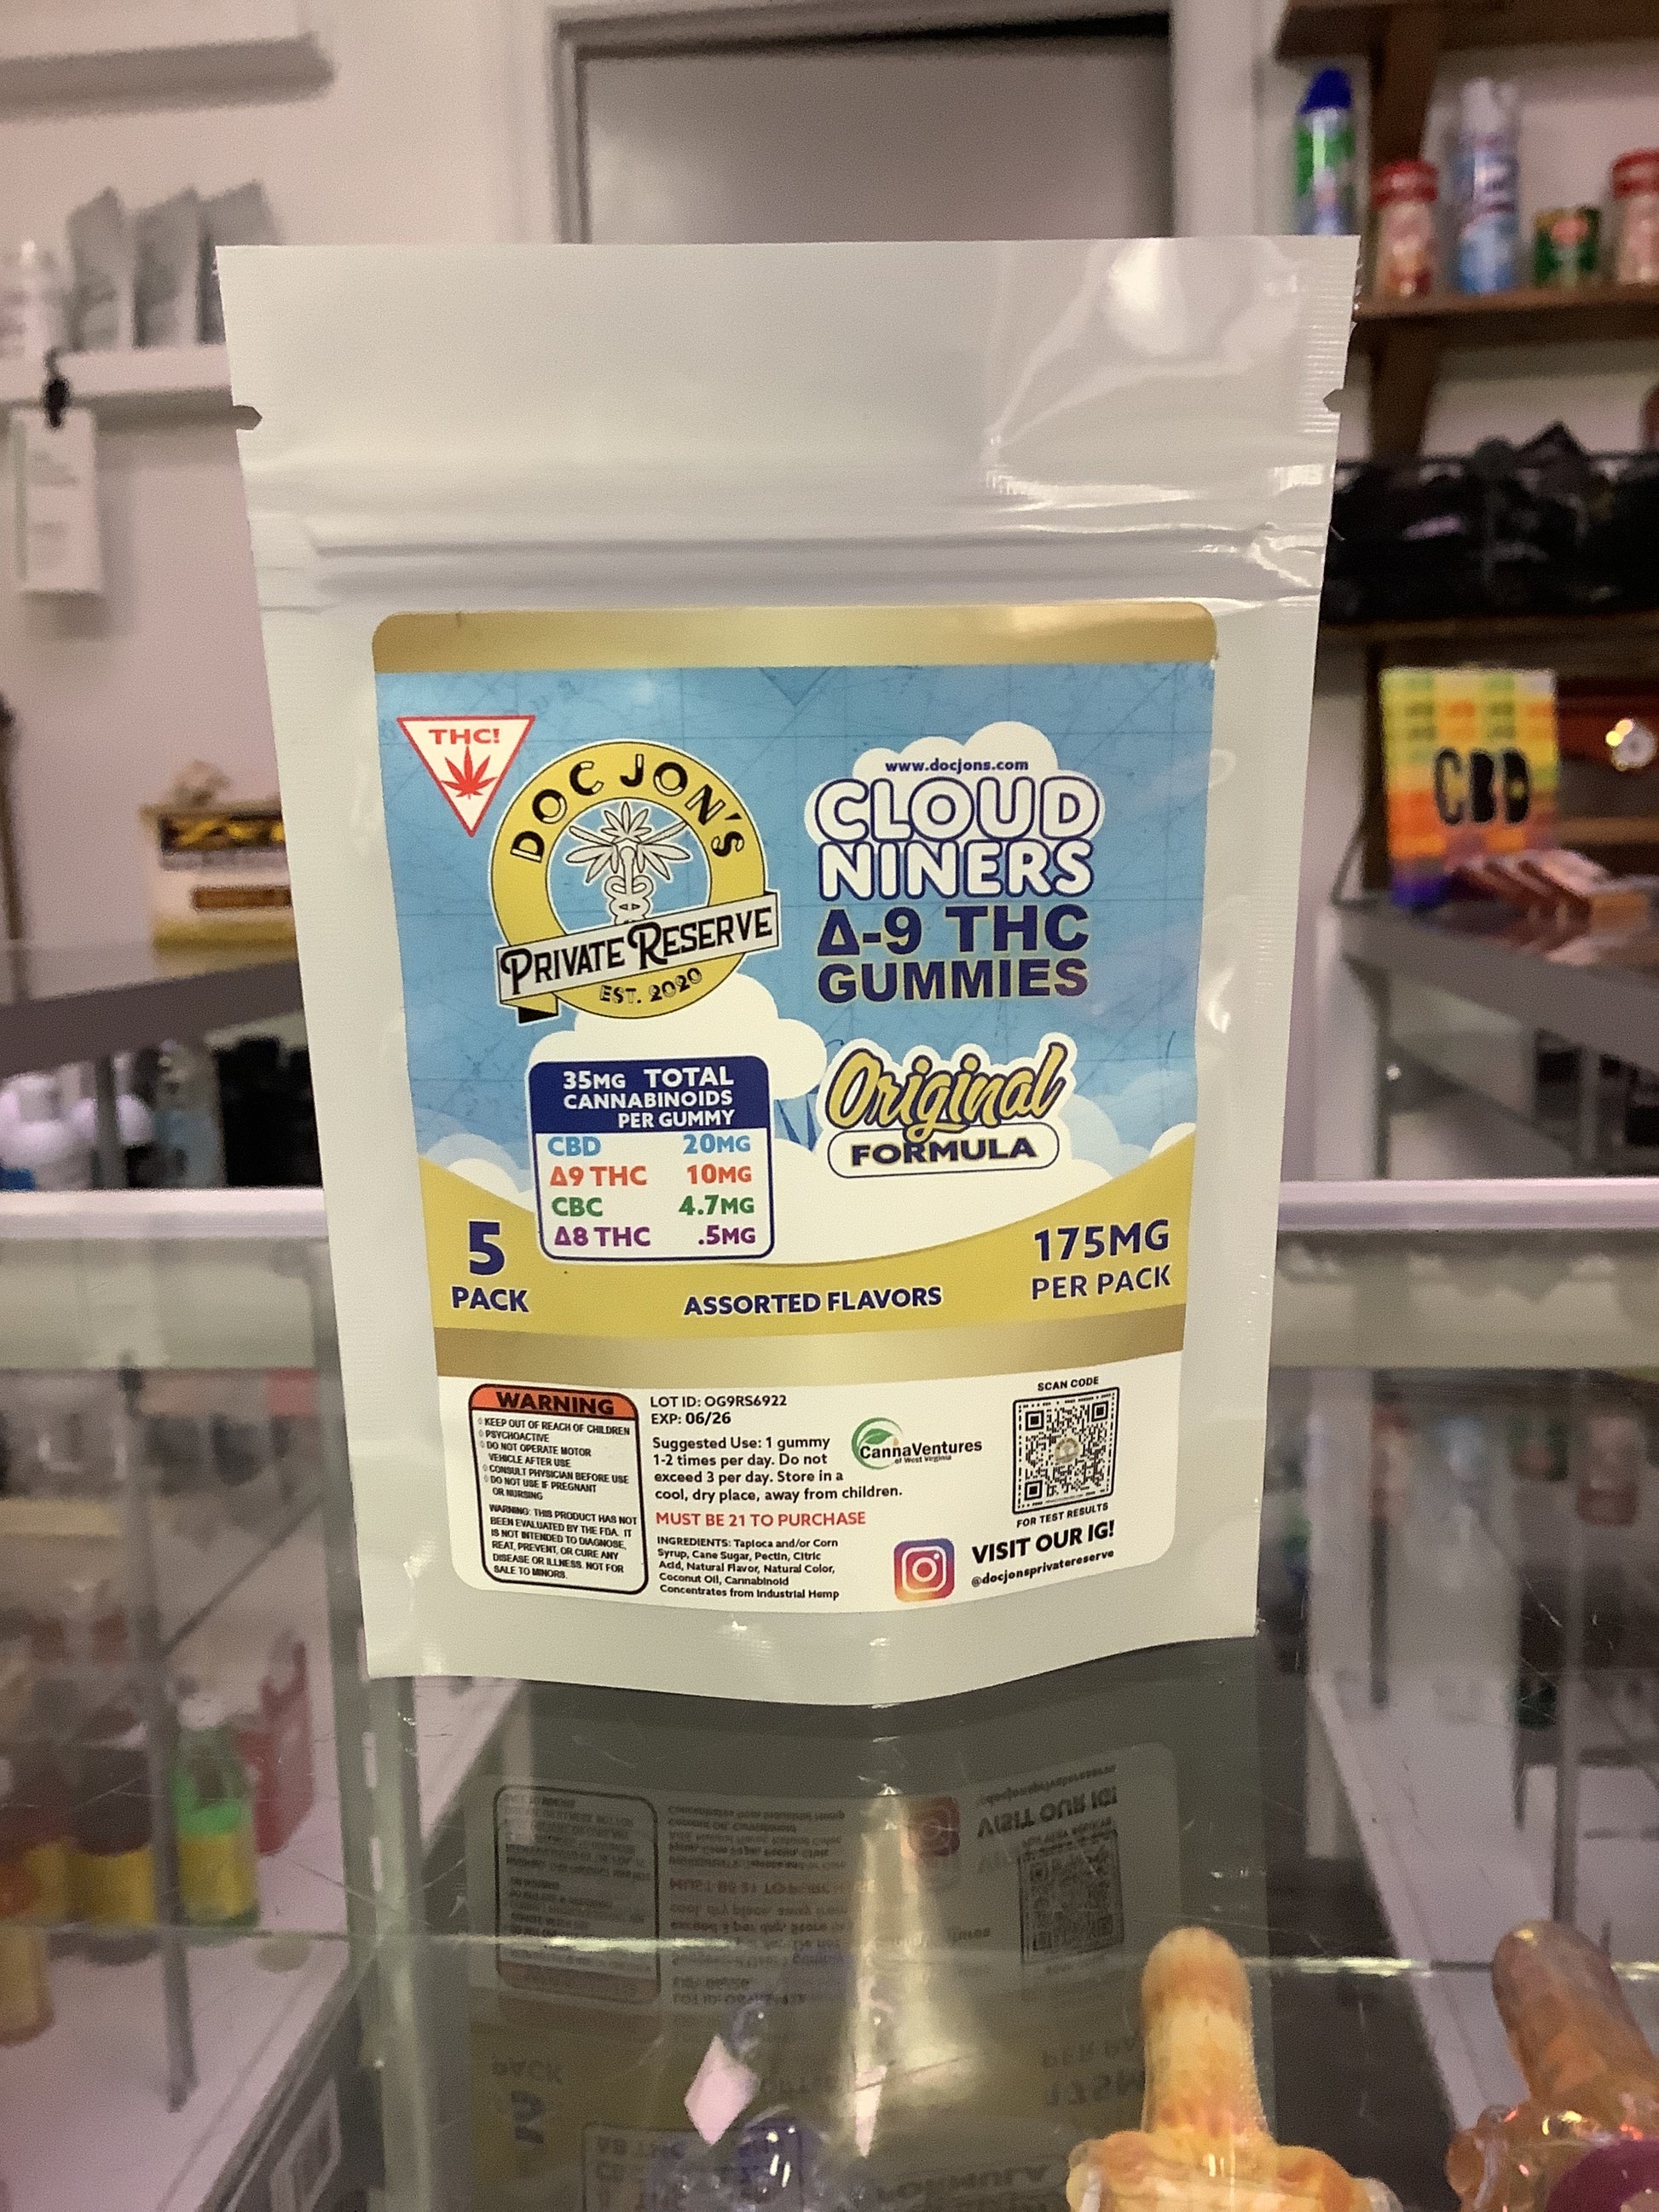 THC!
DOC JON'S
PRIVATE RESERVE
EST. 2020
www.docjons.com
CLOUD
NINERS
Δ-9 THC
GUMMIES
Original
FORMULA
35MG TOTAL
CANNABINOIDS
PER GUMMY
CBD 20MG
Δ9 THC 10MG
CBC 4.7MG
Δ8 THC .5MG
5
PACK
ASSORTED FLAVORS
175MG
PER PACK
WARNING
KEEP OUT OF REACH OF CHILDREN
PSYCHOACTIVE
DO NOT OPERATE MOTOR
VEHICLE AFTER USE
CONSULT PHYSICIAN BEFORE USE
DO NOT USE IF PREGNANT
OR NURSING
WARNING: THIS PRODUCT HAS NOT
BEEN EVALUATED BY THE FDA. IT
IS NOT INTENDED TO DIAGNOSE,
REAT, PREVENT, OR CURE ANY
DISEASE OR ILLNESS. NOT FOR
SALE TO MINORS.
LOT ID: OG9RS6922
EXP: 06/26
Suggested Use: 1 gummy
1-2 times per day. Do not
exceed 3 per day. Store in a
cool, dry place, away from children.
MUST BE 21 TO PURCHASE
INGREDIENTS: Tapioca and/or Corn
Syrup, Cane Sugar, Pectin, Citric
Acid, Natural Flavor, Natural Color,
Coconut Oil, Cannabinoid
Concentrates from Industrial Hemp
CannaVentures
of West Virginia
SCAN CODE
FOR TEST RESULTS
VISIT OUR IG!
@docjonsprivatereserve
CBD